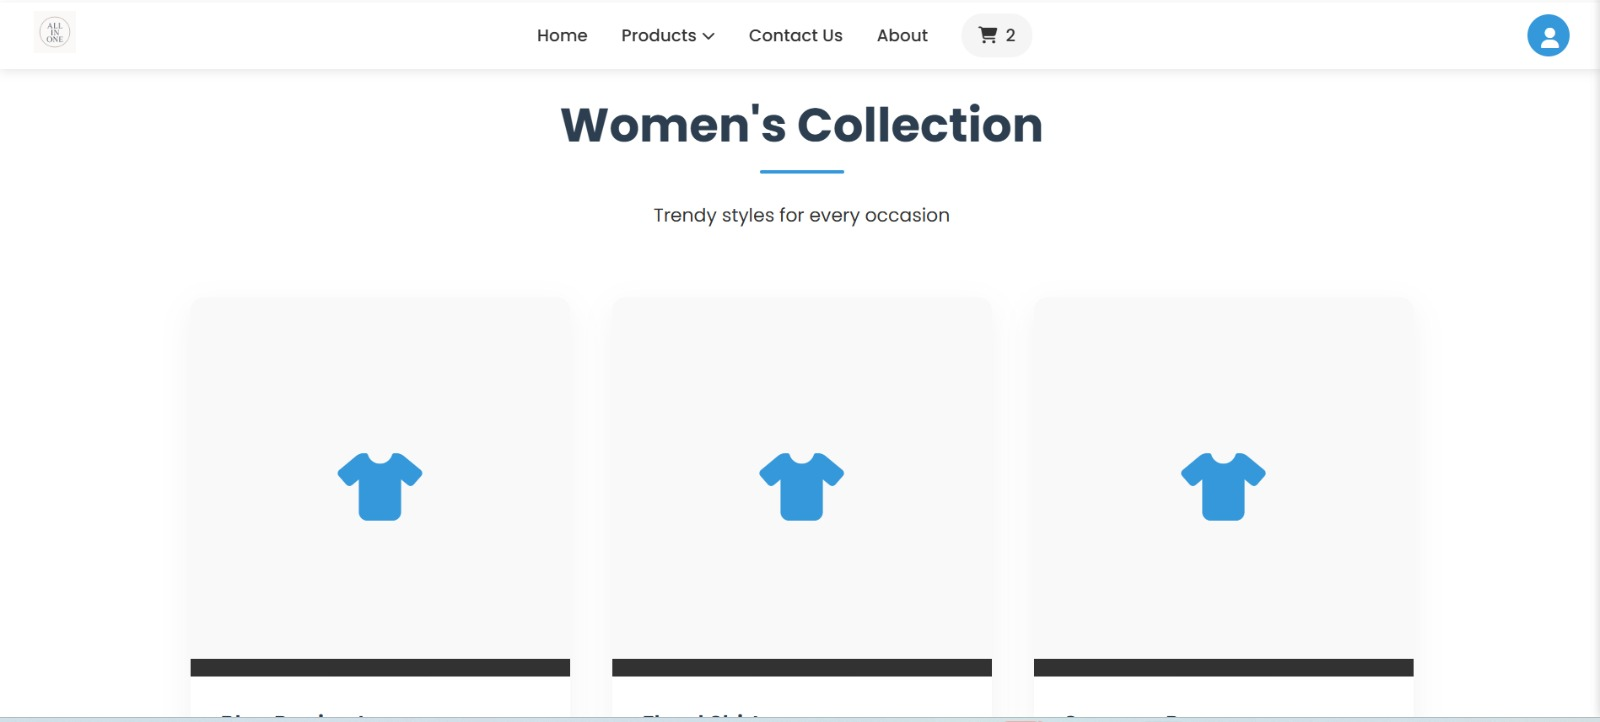 ALL
IN
ONE
Home Products Contact Us About 2
Women's Collection
Trendy styles for every occasion